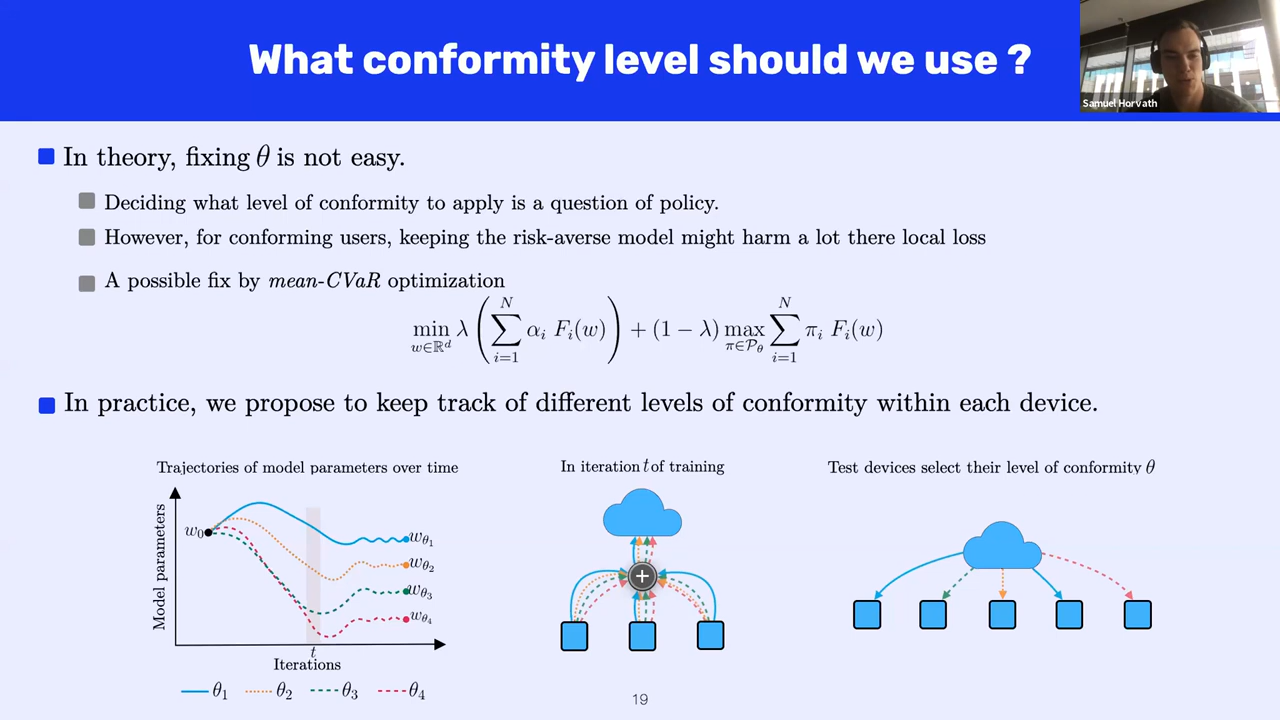 What conformity level should we use ?
Samuel Horvath
In theory, fixing θ is not easy.
Deciding what level of conformity to apply is a question of policy.
However, for conforming users, keeping the risk-averse model might harm a lot there local loss
A possible fix by mean-CVaR optimization
min_{w∈ℝ^d} λ ( ∑_{i=1}^{N} α_i F_i(w) ) + (1 − λ) max_{π∈𝒫_θ} ∑_{i=1}^{N} π_i F_i(w)
In practice, we propose to keep track of different levels of conformity within each device.
Trajectories of model parameters over time
Model parameters
w_0
w_{θ_1}
w_{θ_2}
w_{θ_3}
w_{θ_4}
t
Iterations
θ_1 θ_2 θ_3 θ_4
In iteration t of training
+
Test devices select their level of conformity θ
19